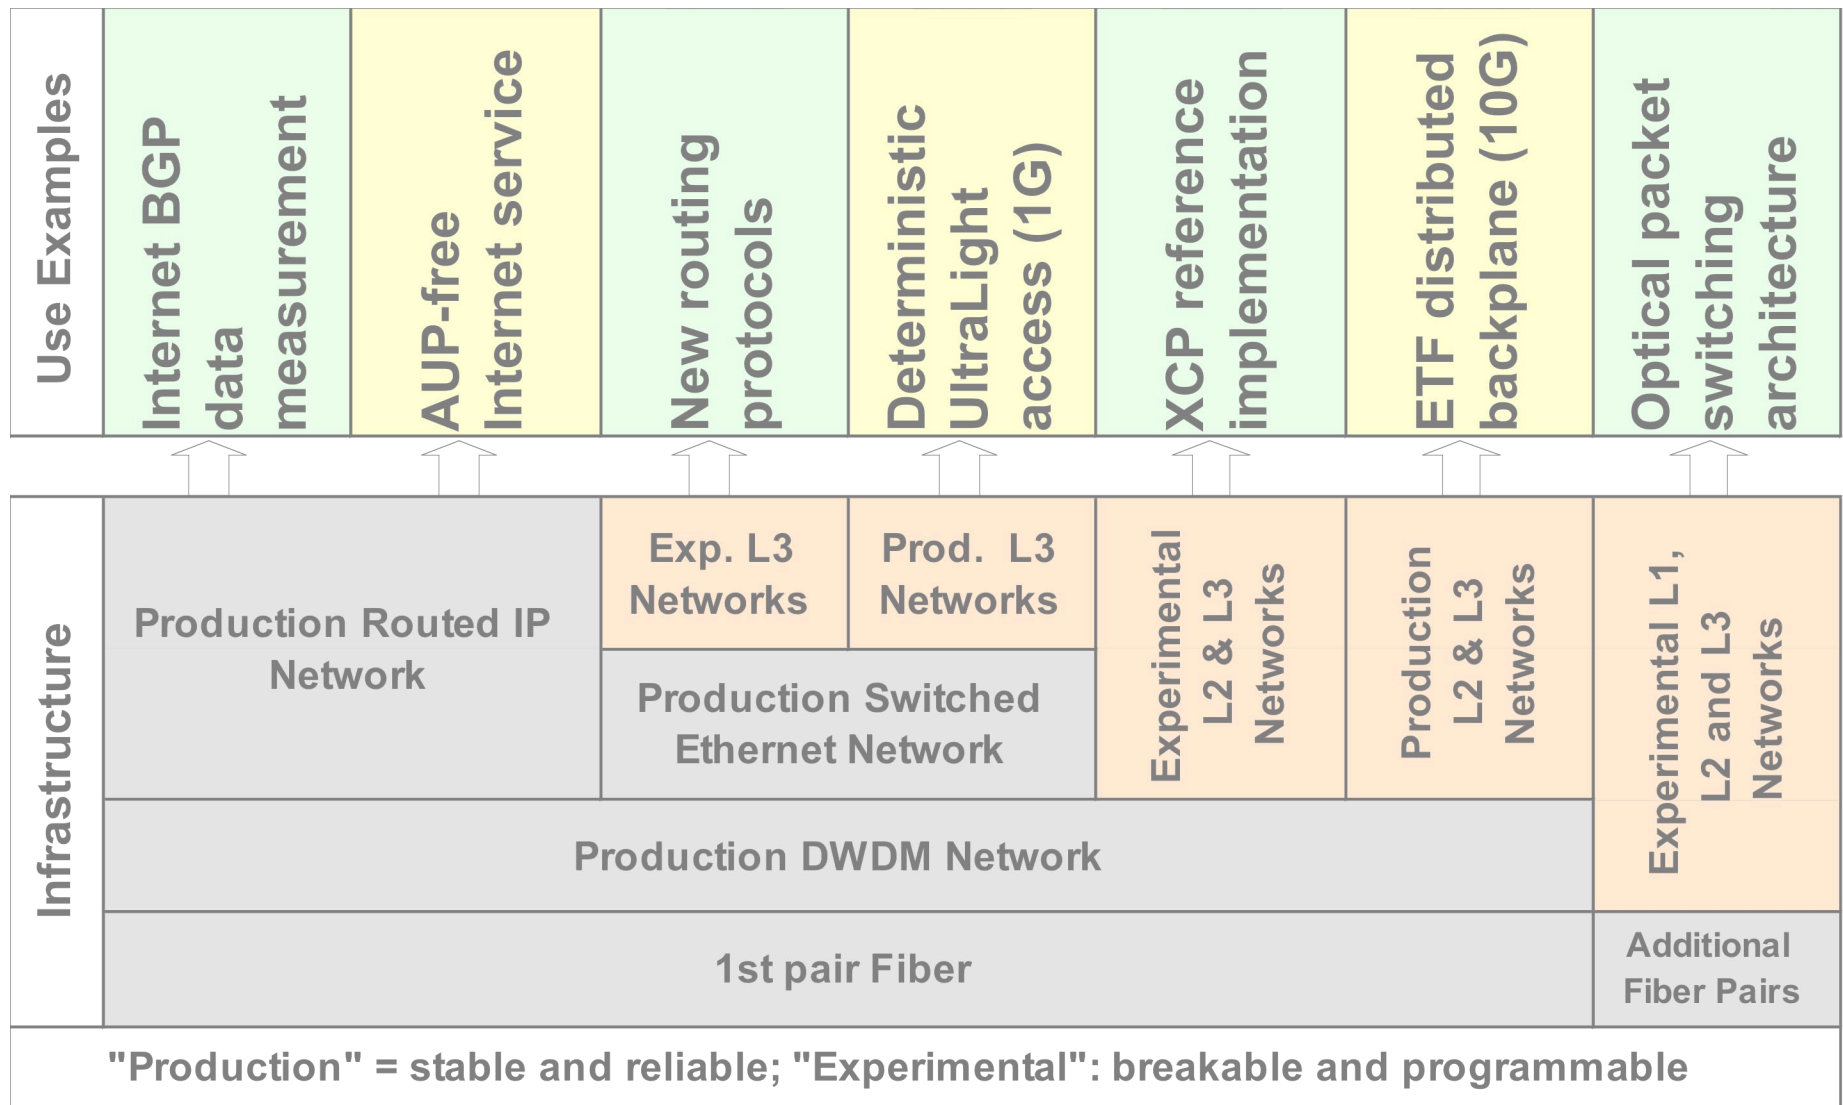 Use Examples
Internet BGP
data
measurement
AUP-free
Internet service
New routing
protocols
Deterministic
UltraLight
access (1G)
XCP reference
implementation
ETF distributed
backplane (10G)
Optical packet
switching
architecture
Infrastructure
Production Routed IP
Network
Exp. L3
Networks
Prod. L3
Networks
Production Switched
Ethernet Network
Experimental
L2 & L3
Networks
Production
L2 & L3
Networks
Experimental L1,
L2 and L3
Networks
Production DWDM Network
1st pair Fiber
Additional
Fiber Pairs
"Production" = stable and reliable; "Experimental": breakable and programmable